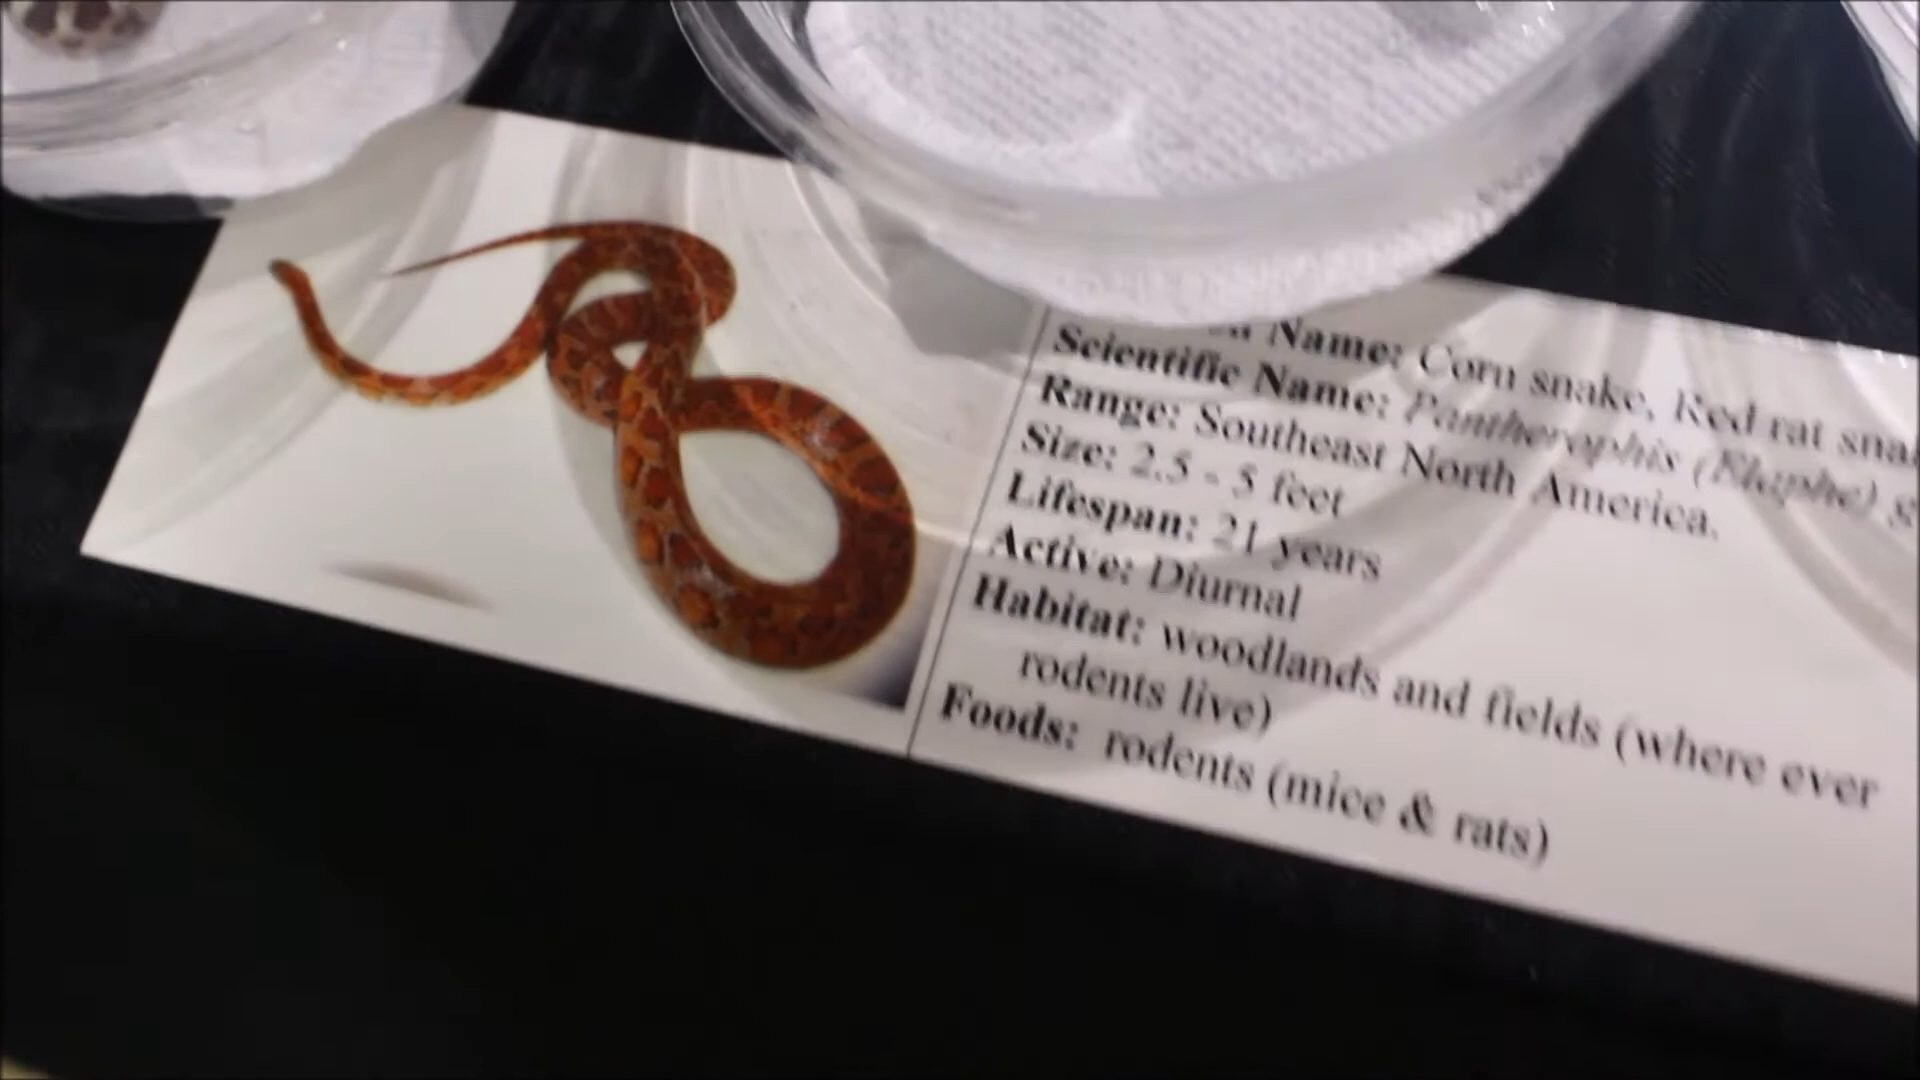 Name: Corn snake, Red rat sna
Scientific Name: Pantherophis (Elaphe) g
Range: Southeast North America.
Size: 2.5 - 5 feet
Lifespan: 21 years
Active: Diurnal
Habitat: woodlands and fields (where ever
rodents live)
Foods: rodents (mice & rats)